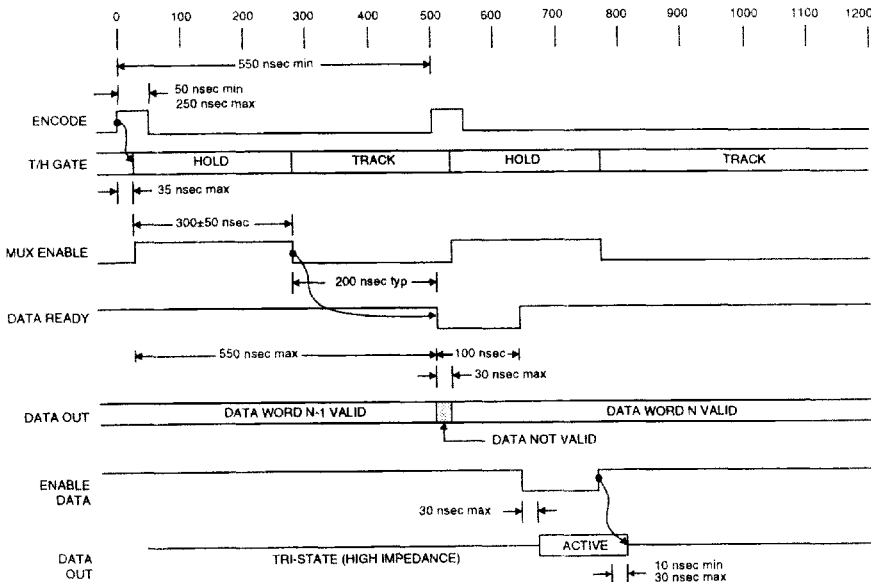 0 100 200 300 400 500 600 700 800 900 1000 1100 1200
550 nsec min
50 nsec min
250 nsec max
ENCODE
T/H GATE HOLD TRACK HOLD TRACK
35 nsec max
300±50 nsec
MUX ENABLE
200 nsec typ
DATA READY
550 nsec max 100 nsec
30 nsec max
DATA OUT DATA WORD N-1 VALID DATA WORD N VALID
DATA NOT VALID
ENABLE
DATA
30 nsec max
DATA
OUT
TRI-STATE (HIGH IMPEDANCE) ACTIVE
10 nsec min
30 nsec max